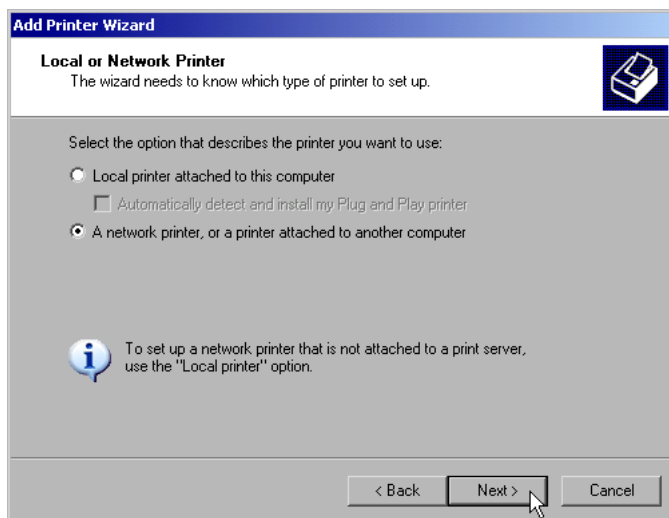 Add Printer Wizard
Local or Network Printer
The wizard needs to know which type of printer to set up.
Select the option that describes the printer you want to use:
Local printer attached to this computer
Automatically detect and install my Plug and Play printer
A network printer, or a printer attached to another computer
To set up a network printer that is not attached to a print server,
use the "Local printer" option.
< Back Next > Cancel